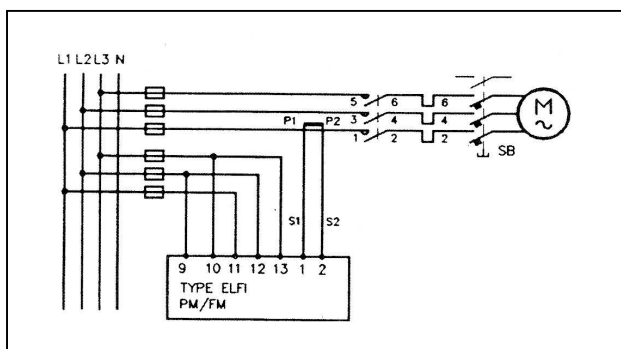 L1 L2 L3 N
5 6 6
P1 P2 3 4 4 M
1 2 2 SB
S1 S2
9 10 11 12 13 1 2
TYPE ELFI
PM/FM